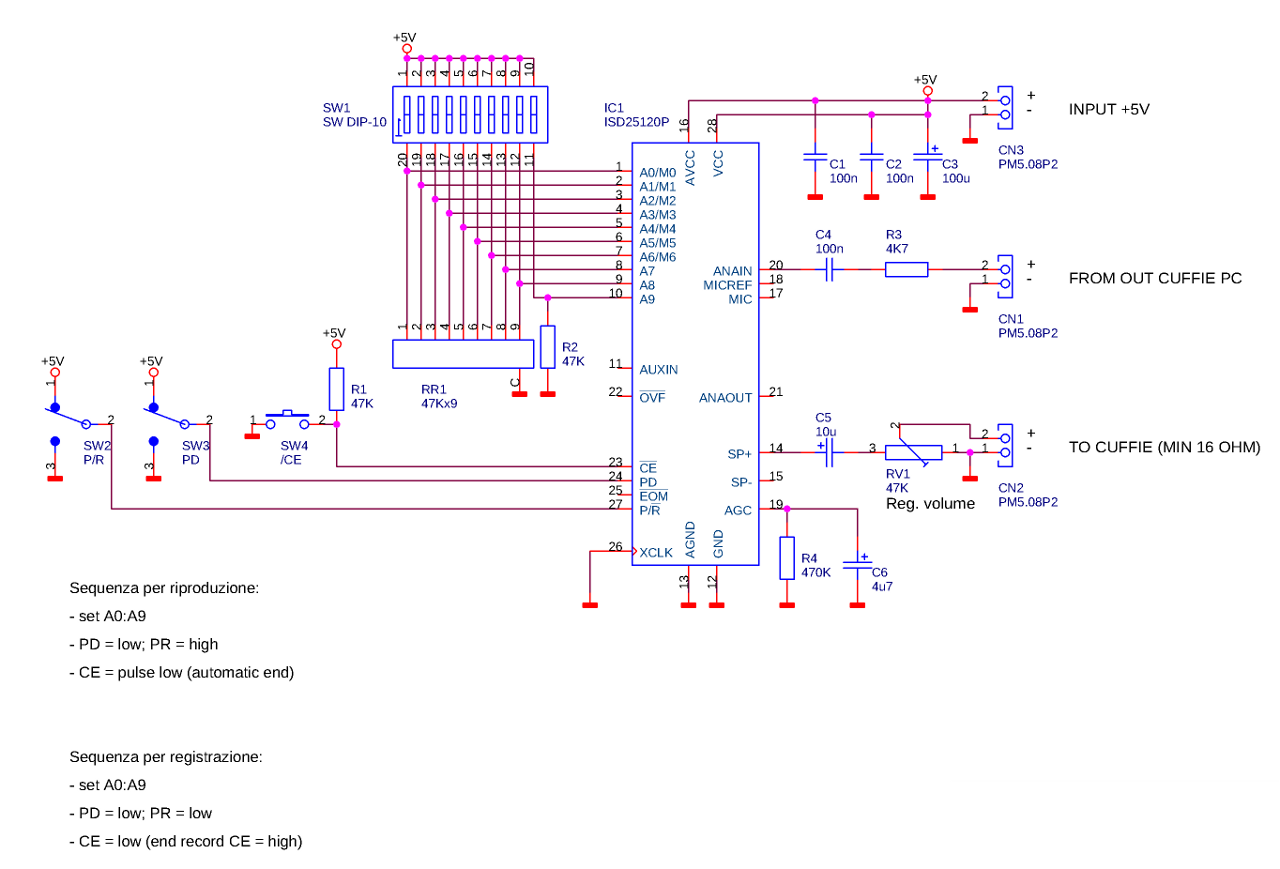 +5V
1 2 3 4 5 6 7 8 9 10
SW1
SW DIP-10
20 19 18 17 16 15 14 13 12 11
IC1
ISD25120P
16 28
AVCC VCC
+5V
2 +
1 -
INPUT +5V
CN3
PM5.08P2
C1
100n
C2
100n
+
C3
100u
1 A0/M0
2 A1/M1
3 A2/M2
4 A3/M3
5 A4/M4
6 A5/M5
7 A6/M6
8 A7
9 A8
10 A9
C4
100n
R3
4K7
ANAIN 20
MICREF 18
MIC 17
2 +
1 -
FROM OUT CUFFIE PC
CN1
PM5.08P2
1 2 3 4 5 6 7 8 9
RR1
47Kx9
C
R2
47K
11 AUXIN
22 OVF
ANAOUT 21
+5V
1
2
3
SW2
P/R
+5V
1
2
3
SW3
PD
+5V
R1
47K
1 2
SW4
/CE
23 CE
24 PD
25 EOM
27 P/R
26 XCLK
C5
10u
+
SP+ 14
SP- 15
AGC 19
2
3 1
RV1
47K
Reg. volume
2 +
1 -
TO CUFFIE (MIN 16 OHM)
CN2
PM5.08P2
AGND GND
13 12
R4
470K
+
C6
4u7
Sequenza per riproduzione:
- set A0:A9
- PD = low; PR = high
- CE = pulse low (automatic end)
Sequenza per registrazione:
- set A0:A9
- PD = low; PR = low
- CE = low (end record CE = high)